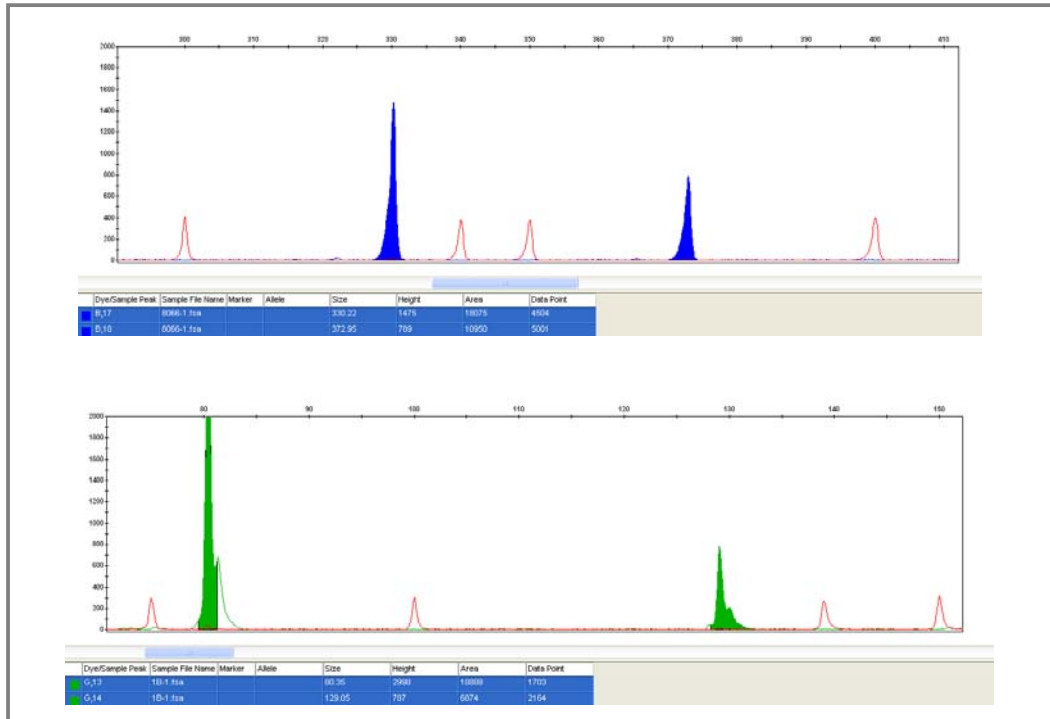 300 310 320 330 340 350 360 370 380 390 400 410
2000
1800
1600
1400
1200
1000
800
600
400
200
0
Dye/Sample Peak Sample File Name Marker Allele Size Height Area Data Point
B,17 8066-1.fsa 330.22 1475 18075 4504
B,18 8066-1.fsa 372.95 789 10950 5001
80 90 100 110 120 130 140 150
2000
1800
1600
1400
1200
1000
800
600
400
200
0
Dye/Sample Peak Sample File Name Marker Allele Size Height Area Data Point
G,13 1B-1.fsa 80.35 2998 1703
G,14 1B-1.fsa 129.05 787 6874 2164